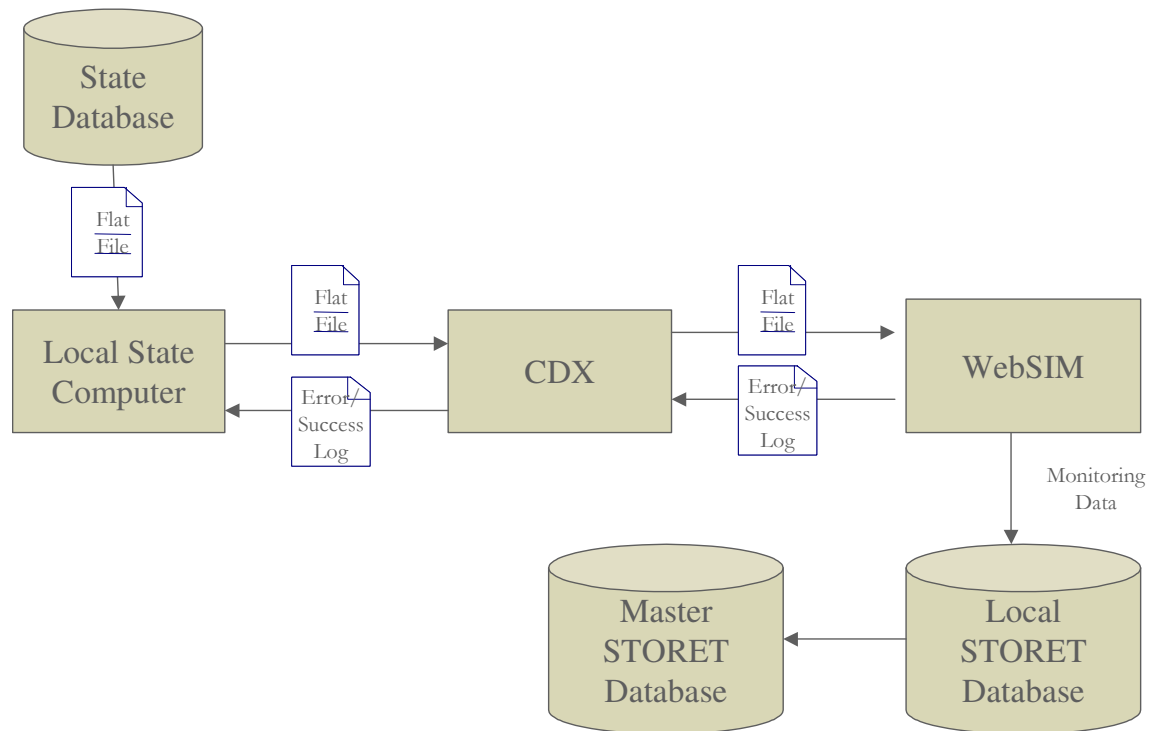 State
Database
Flat
File
Flat
File
Flat
File
Local State
Computer
CDX
WebSIM
Error/
Success
Log
Error/
Success
Log
Monitoring
Data
Master
STORET
Database
Local
STORET
Database